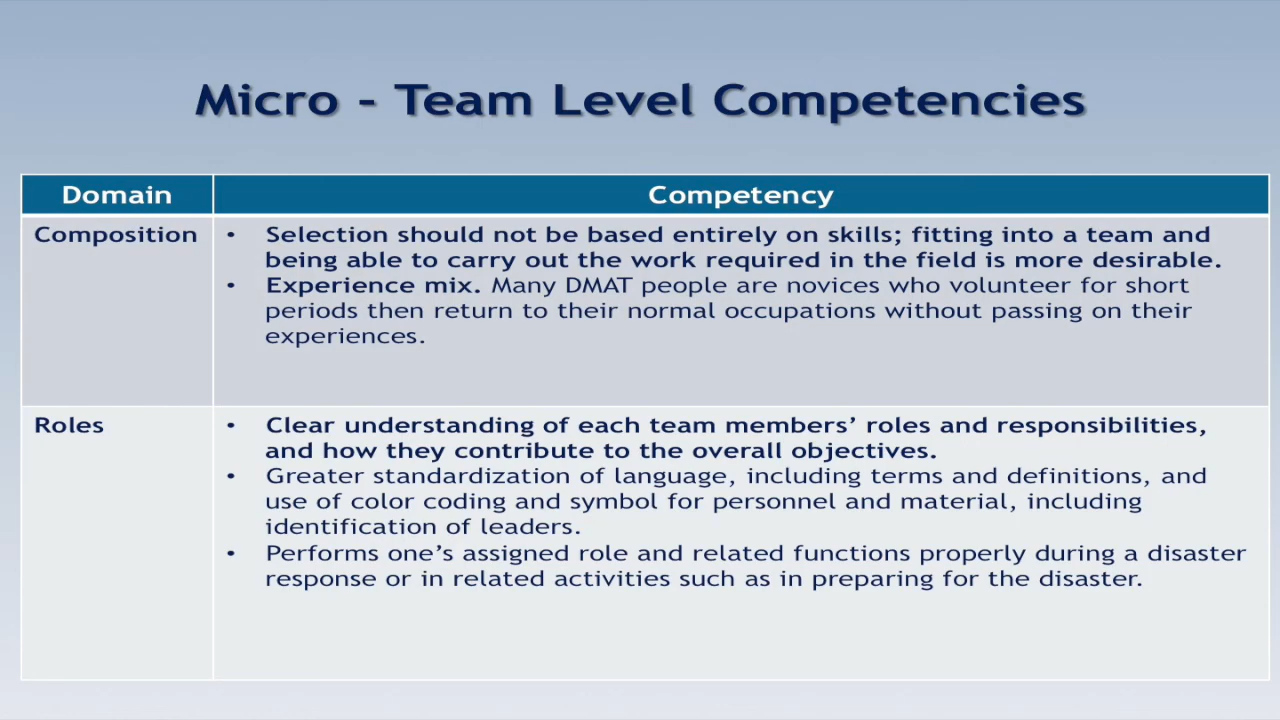 Micro - Team Level Competencies
Domain
Competency
Composition
• Selection should not be based entirely on skills; fitting into a team and
being able to carry out the work required in the field is more desirable.
• Experience mix. Many DMAT people are novices who volunteer for short
periods then return to their normal occupations without passing on their
experiences.
Roles
• Clear understanding of each team members’ roles and responsibilities,
and how they contribute to the overall objectives.
• Greater standardization of language, including terms and definitions, and
use of color coding and symbol for personnel and material, including
identification of leaders.
• Performs one’s assigned role and related functions properly during a disaster
response or in related activities such as in preparing for the disaster.